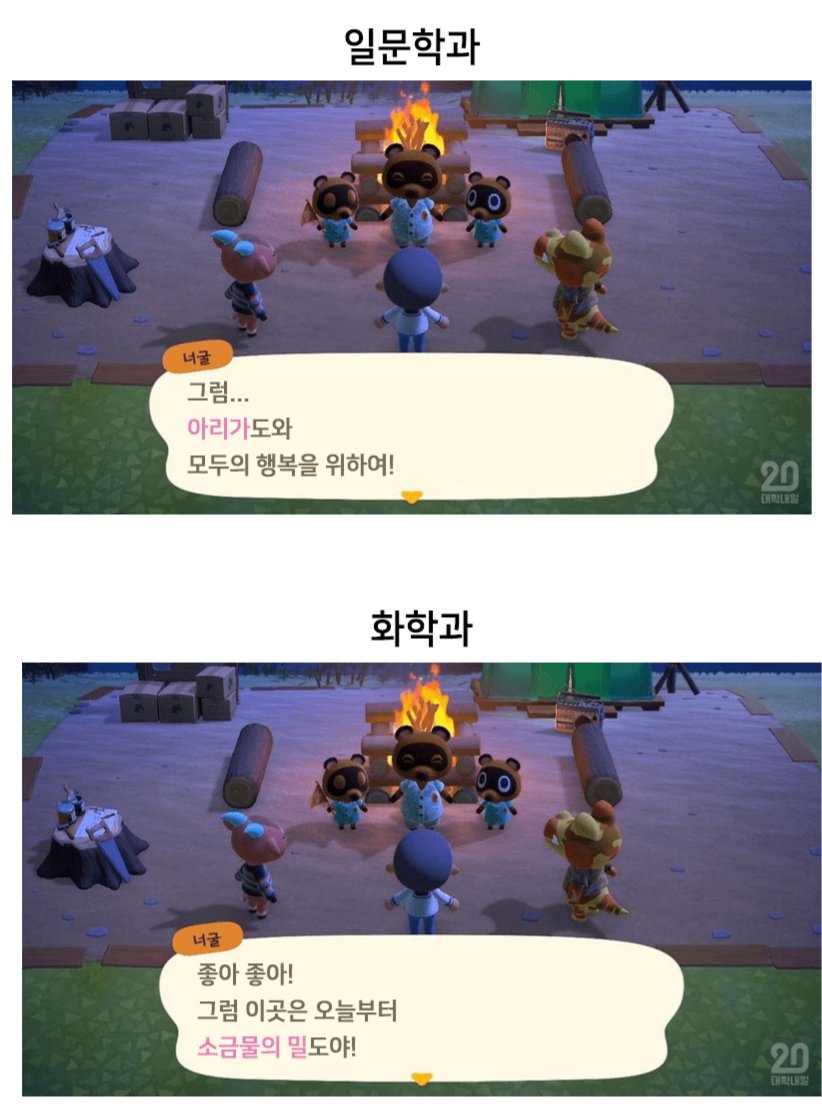 일문학과
너굴
그럼...
아리가도와
모두의 행복을 위하여!
20
대학내일
화학과
너굴
좋아 좋아!
그럼 이곳은 오늘부터
소금물의 밀도야!
20
대학내일